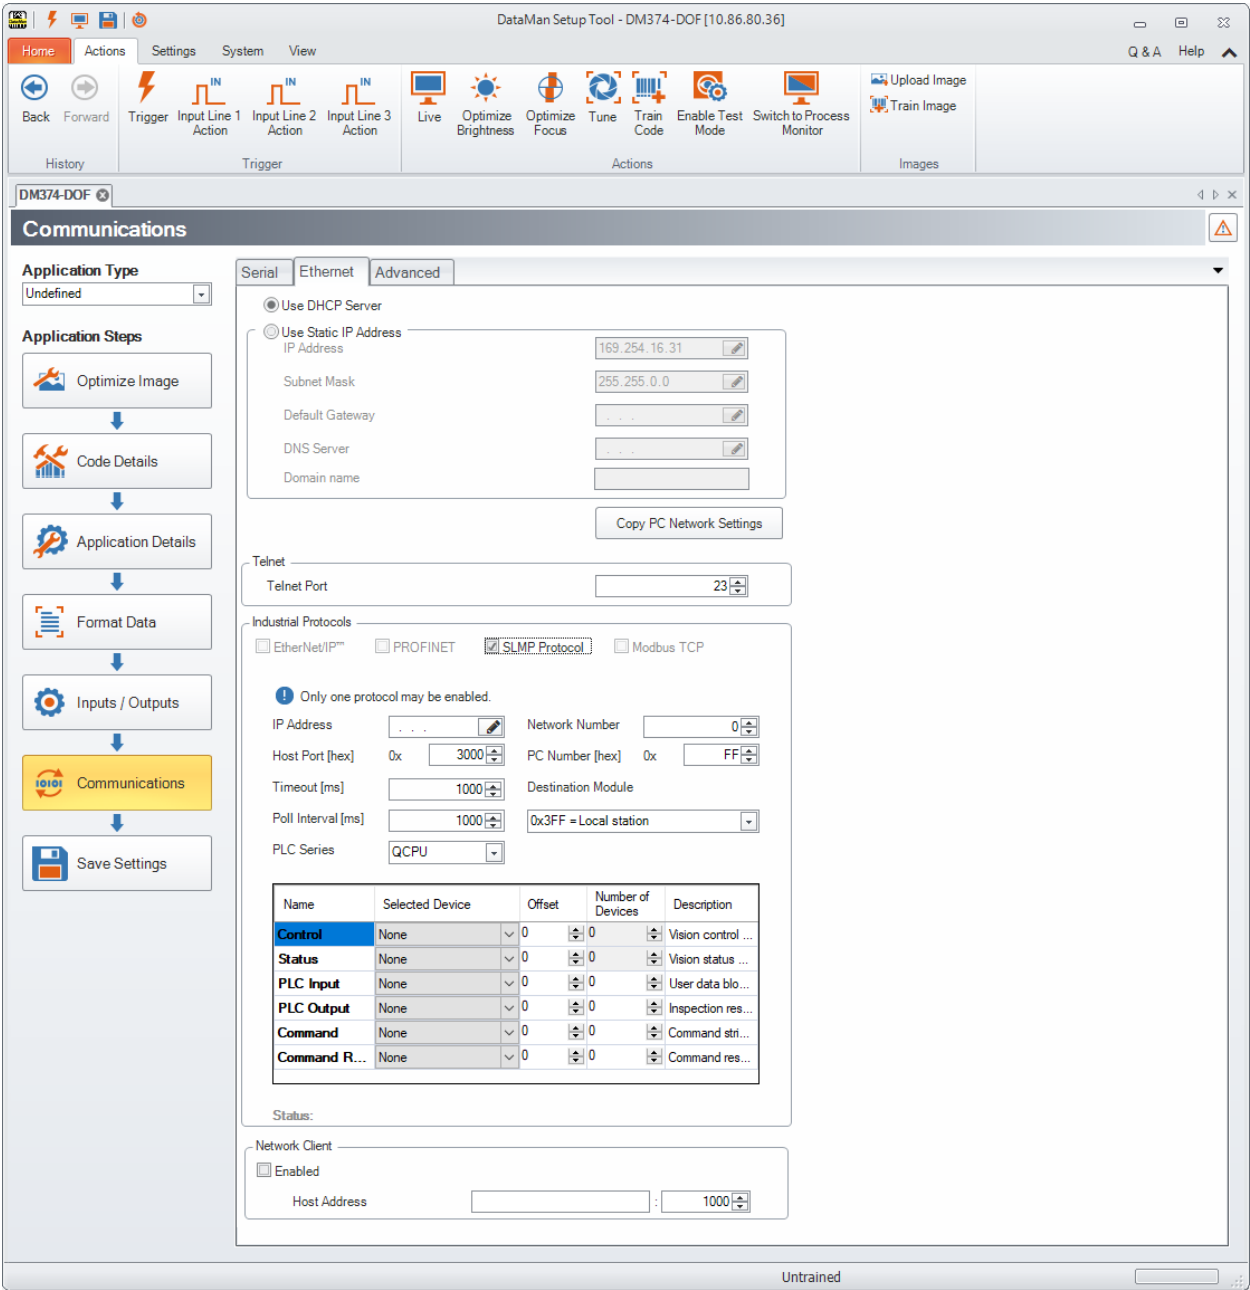 DataMan Setup Tool - DM374-DOF [10.86.80.36]
Home Actions Settings System View Q & A Help
Back Forward Trigger Input Line 1 Action Input Line 2 Action Input Line 3 Action Live Optimize Brightness Optimize Focus Tune Train Code Enable Test Mode Switch to Process Monitor Upload Image
IN IN IN
Train Image
History Trigger Actions Images
DM374-DOF
Communications
Application Type
Undefined
Application Steps
Optimize Image
Code Details
Application Details
Format Data
Inputs / Outputs
10101
Communications
Save Settings
Serial Ethernet Advanced
Use DHCP Server
Use Static IP Address
IP Address 169.254.16.31
Subnet Mask 255.255.0.0
Default Gateway . . .
DNS Server . . .
Domain name
Copy PC Network Settings
Telnet
Telnet Port 23
Industrial Protocols
EtherNet/IP™ PROFINET SLMP Protocol Modbus TCP
Only one protocol may be enabled.
IP Address . . . Network Number 0
Host Port [hex] 0x 3000 PC Number [hex] 0x FF
Timeout [ms] 1000 Destination Module
Poll Interval [ms] 1000 0x3FF = Local station
PLC Series QCPU
Name Selected Device Offset Number of Devices Description
Control None 0 0 Vision control ...
Status None 0 0 Vision status ...
PLC Input None 0 0 User data blo...
PLC Output None 0 0 Inspection res...
Command None 0 0 Command stri...
Command R... None 0 0 Command res...
Status:
Network Client
Enabled
Host Address : 1000
Untrained